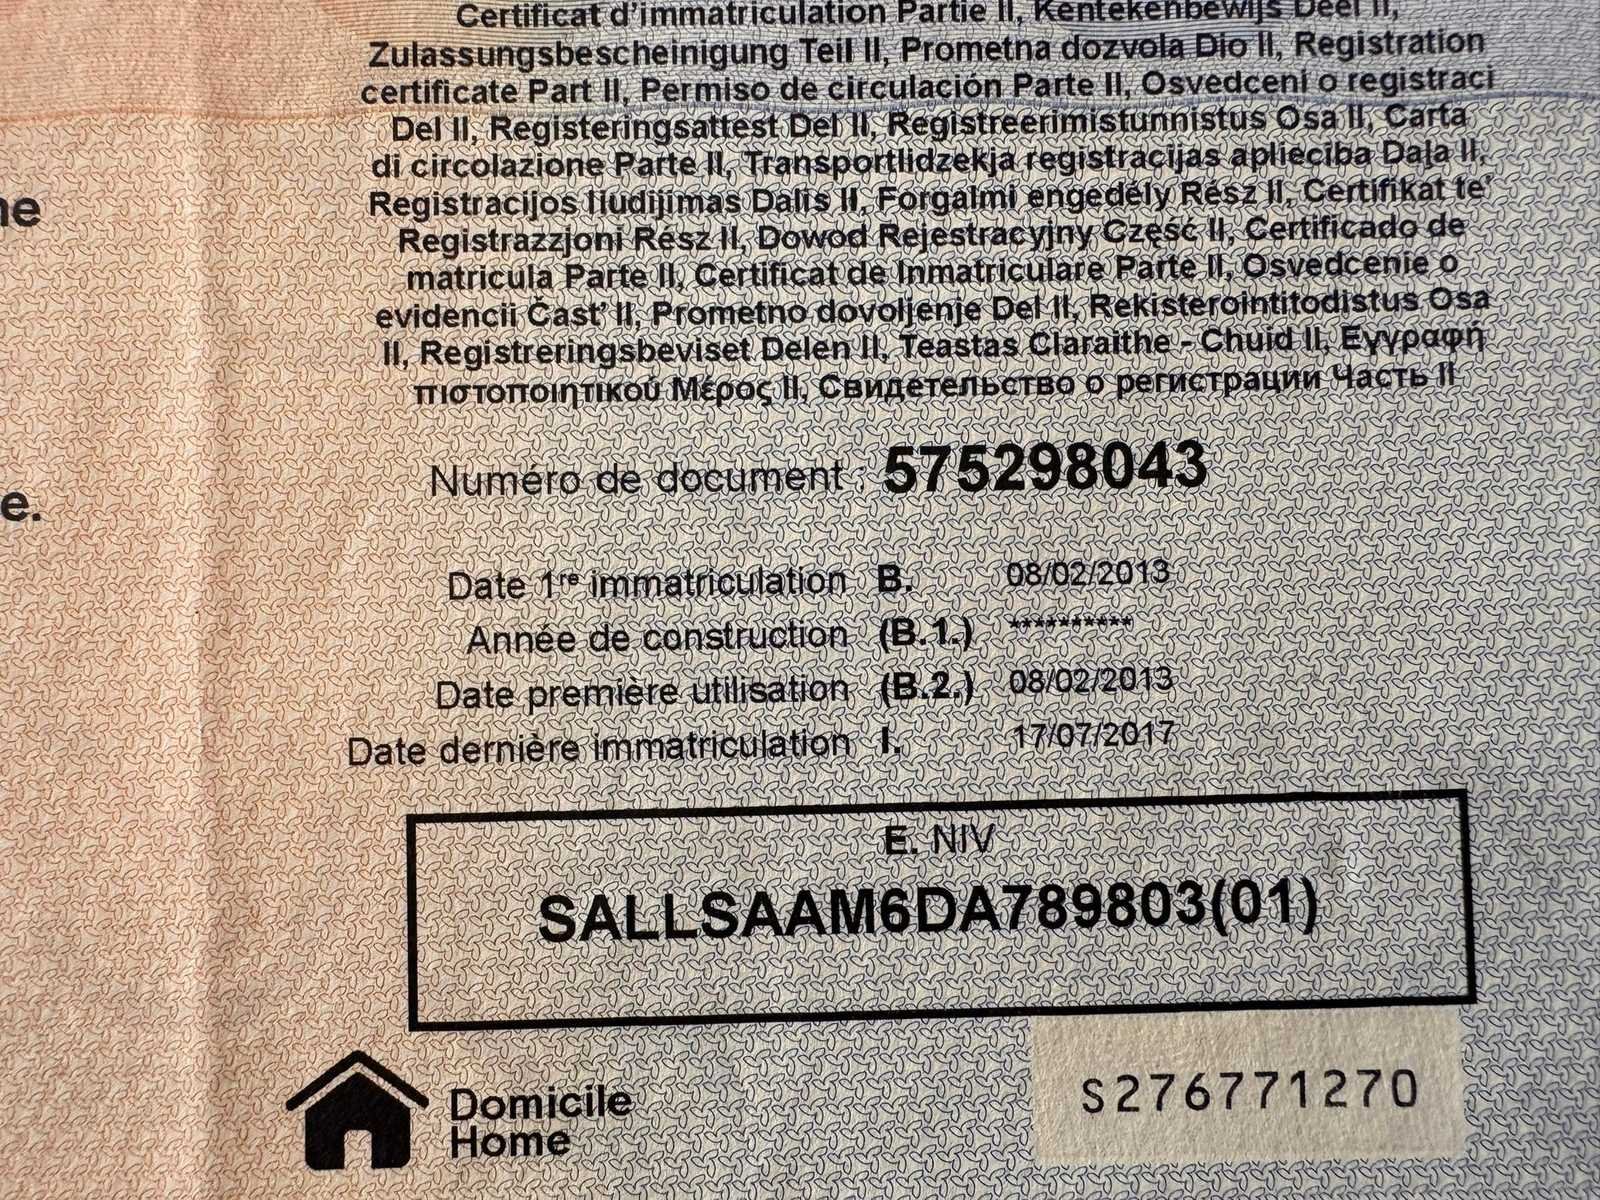 Certificat d'immatriculation Partie II, Kentekenbewijs Deel II,
Zulassungsbescheinigung Teil II, Prometna dozvola Dio II, Registration
certificate Part II, Permiso de circulación Parte II, Osvedceni o registraci
Del II, Registeringsattest Del II, Registreerimistunnistus Osa II, Carta
di circolazione Parte II, Transportlidzekja registracijas aplieciba Daļa II,
Registracijos liudijimas Dalis II, Forgalmi engedély Rész II, Certifikat te'
Registrazzjoni Rész II, Dowod Rejestracyjny Część II, Certificado de
matricula Parte II, Certificat de Inmatriculare Parte II, Osvedcenie o
evidencii Čast' II, Prometno dovoljenje Del II, Rekisterointitodistus Osa
II, Registreringsbeviset Delen II, Teastas Claraithe - Chuid II, Εγγραφή
πιστοποιητικού Μέρος II, Свидетельство о регистрации Часть II
ne
e.
Numéro de document : 575298043
Date 1re immatriculation B. 08/02/2013
Année de construction (B.1.) **********
Date première utilisation (B.2.) 08/02/2013
Date dernière immatriculation I. 17/07/2017
E. NIV
SALLSAAM6DA789803(01)
Domicile
Home
S276771270